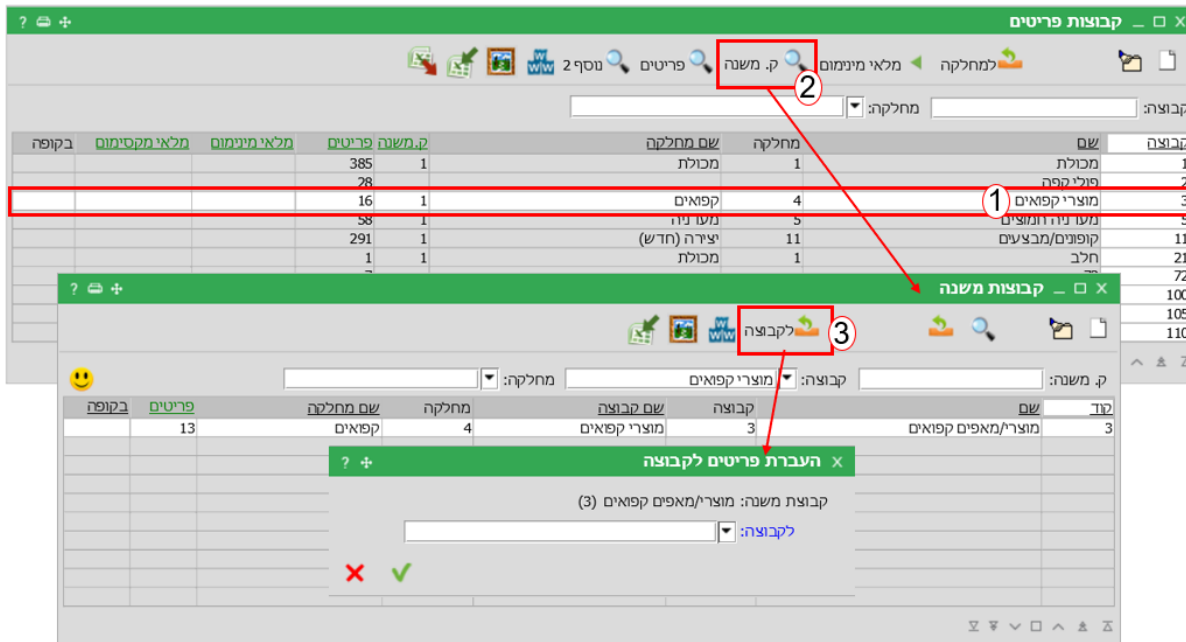 קבוצות פריטים
למחלקה מלאי מינימום ק. משנה פריטים נוסף 2
2
קבוצה: מחלקה:
קבוצה שם מחלקה שם מחלקה ק.משנה פריטים מלאי מינימום מלאי מקסימום בקופה
1 מכולת 1 מכולת 1 385
2 פולי קפה 28
3 מוצרי קפואים 1 4 קפואים 1 16
5 מעדניה חמוצים 5 מעדניה 1 58
11 קופונים/מבצעים 11 יצירה (חדש) 1 291
21 חלב 1 מכולת 1 1
72
100
105
110
קבוצות משנה
לקבוצה 3
ק. משנה: קבוצה: מוצרי קפואים מחלקה:
קוד שם קבוצה שם קבוצה מחלקה שם מחלקה פריטים בקופה
3 מוצרי/מאפים קפואים 3 מוצרי קפואים 4 קפואים 13
העברת פריטים לקבוצה
קבוצת משנה: מוצרי/מאפים קפואים (3)
לקבוצה: